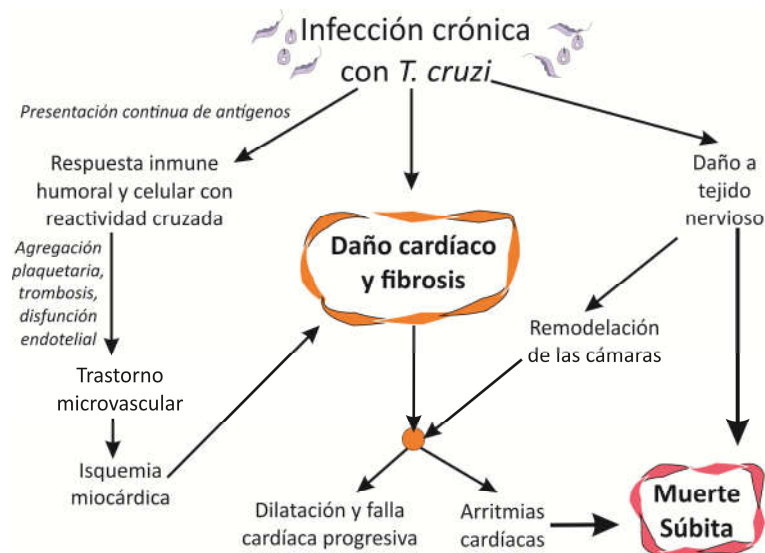 Infección crónica
con T. cruzi
Presentación continua de antígenos
Respuesta inmune
humoral y celular con
reactividad cruzada
Daño a
tejido
nervioso
Agregación
plaquetaria,
trombosis,
disfunción
endotelial
Daño cardíaco
y fibrosis
Remodelación
de las cámaras
Trastorno
microvascular
Isquemia
miocárdica
Dilatación y falla
cardíaca progresiva
Arritmias
cardíacas
Muerte
Súbita